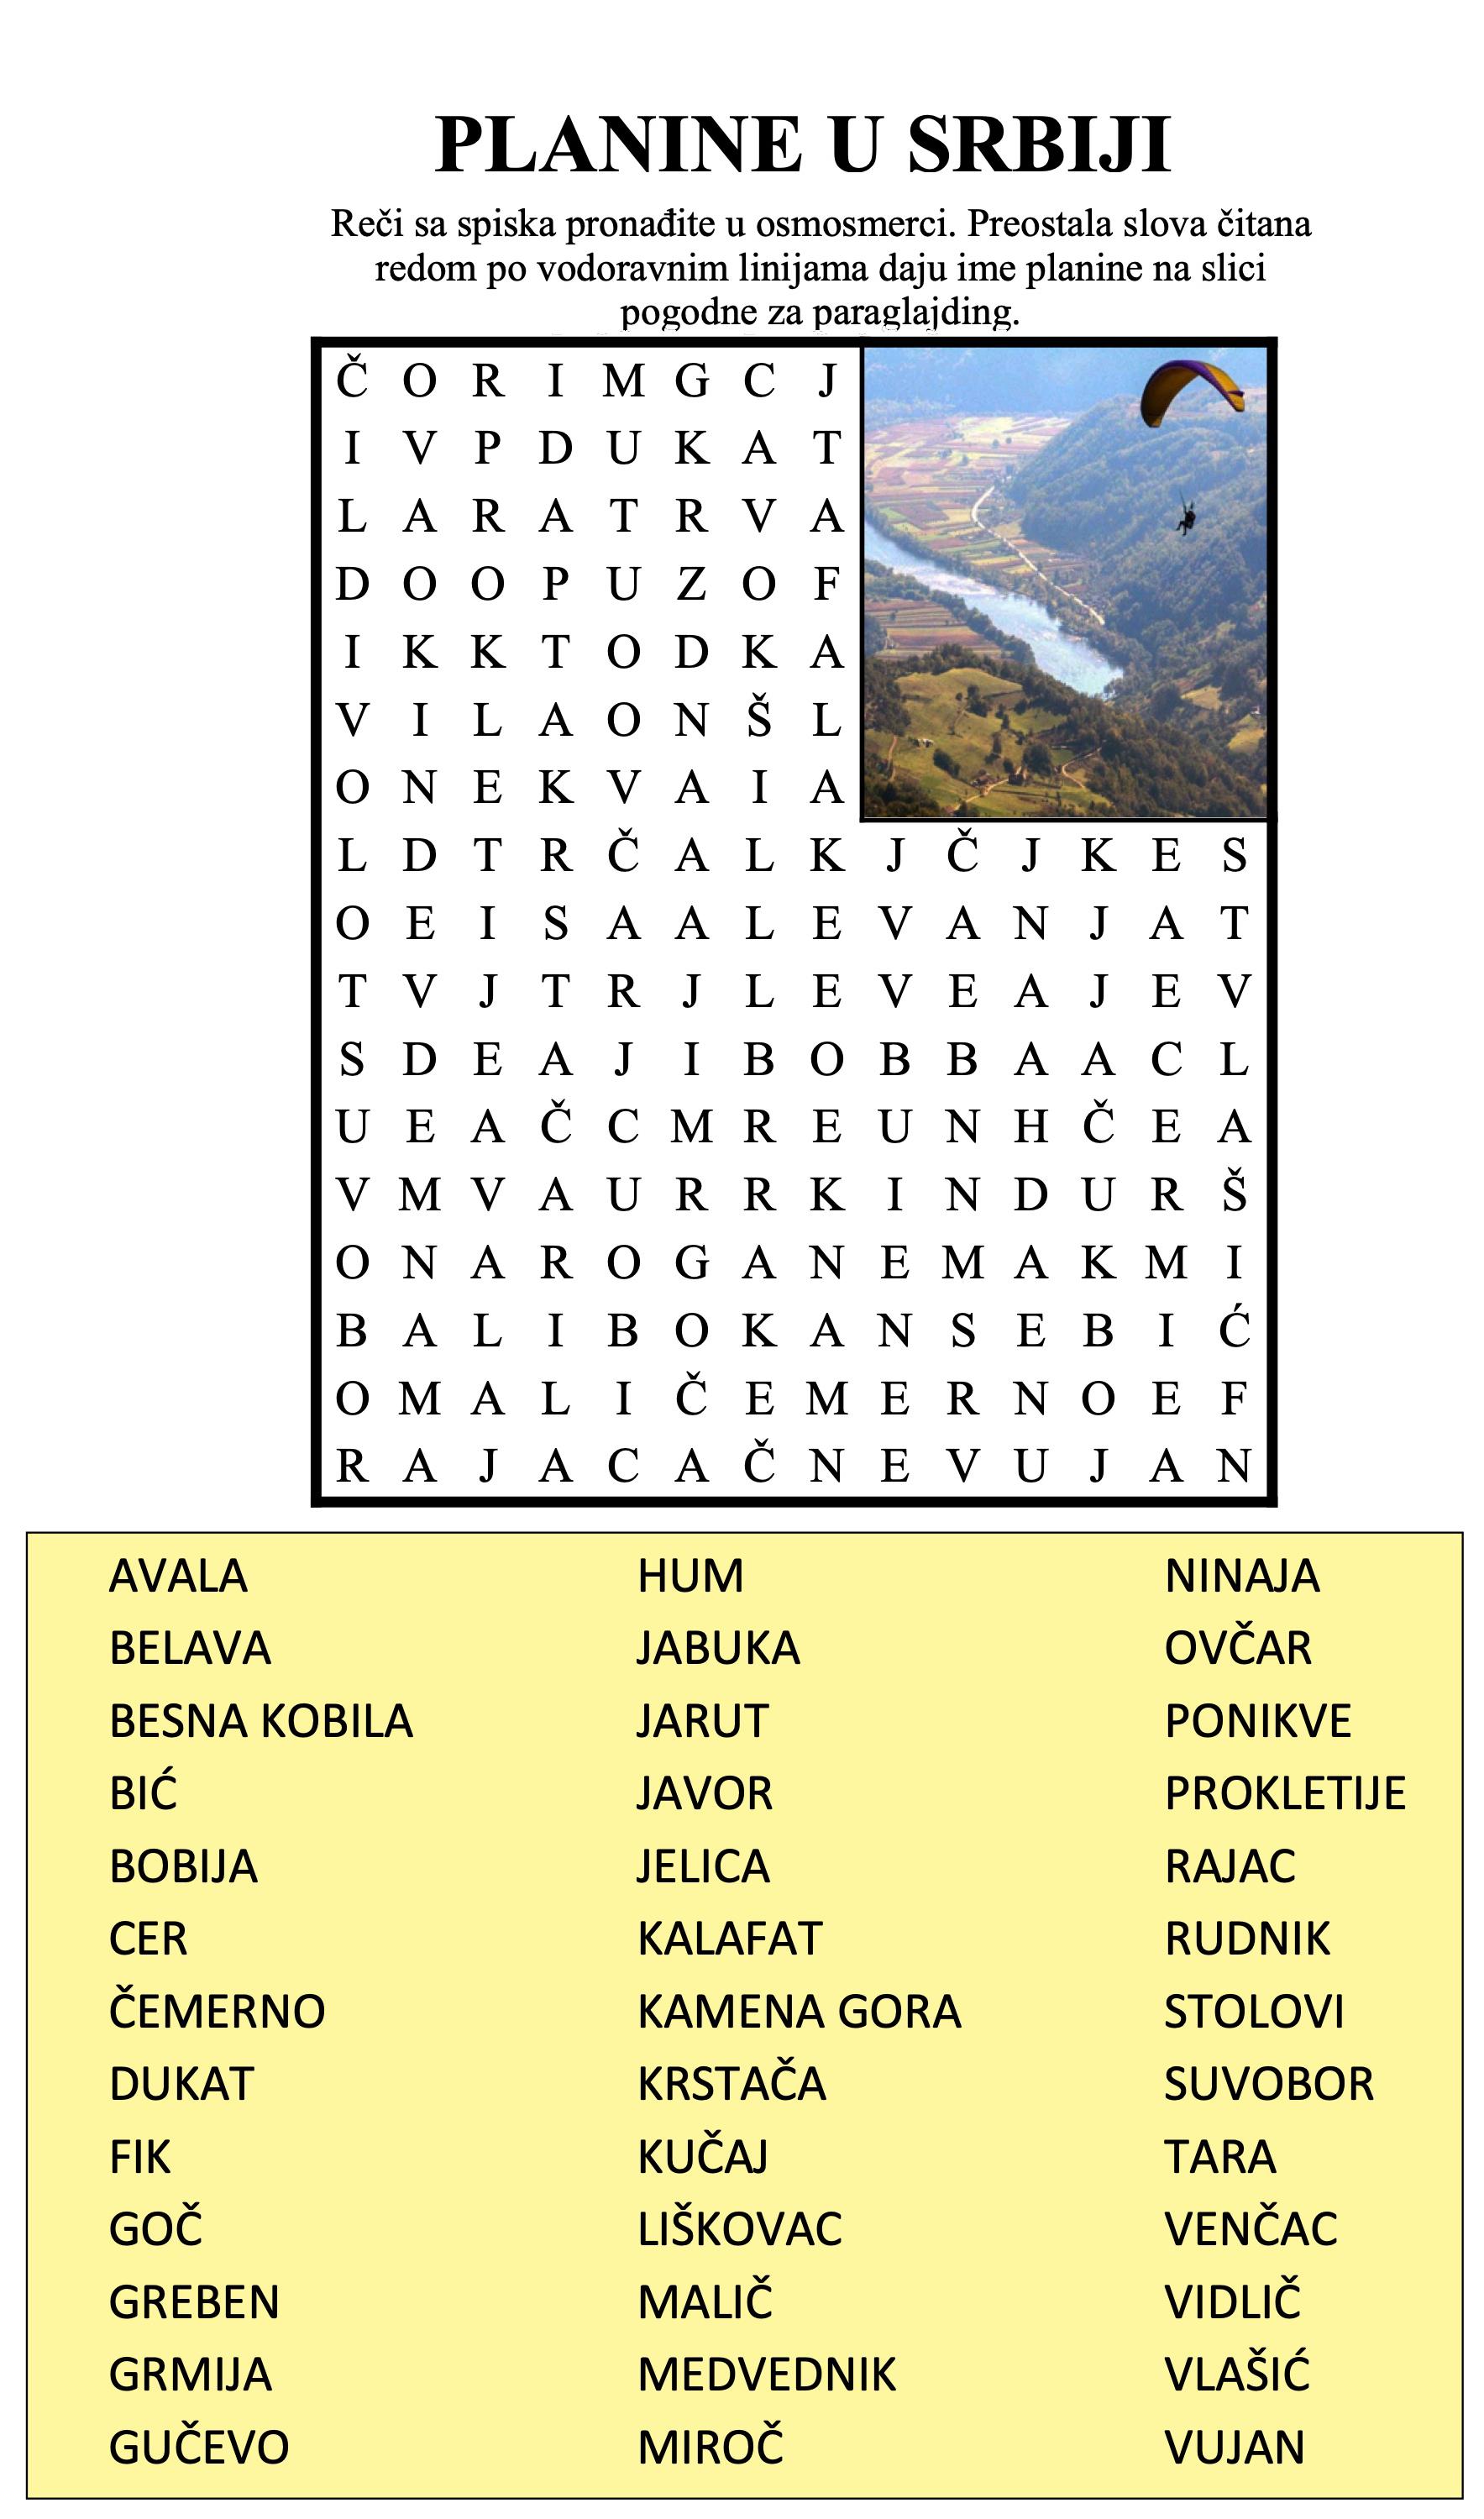 PLANINE U SRBIJI
Reči sa spiska pronađite u osmosmerci. Preostala slova čitana
redom po vodoravnim linijama daju ime planine na slici
pogodne za paraglajding.
Č O R I M G C J
I V P D U K A T
L A R A T R V A
D O O P U Z O F
I K K T O D K A
V I L A O N Š L
O N E K V A I A
L D T R Č A L K J Č J K E S
O E I S A A L E V A N J A T
T V J T R J L E V E A J E V
S D E A J I B O B B A A C L
U E A Č C M R E U N H Č E A
V M V A U R R K I N D U R Š
O N A R O G A N E M A K M I
B A L I B O K A N S E B I Ć
O M A L I Č E M E R N O E F
R A J A C A Č N E V U J A N
AVALA HUM NINAJA
BELAVA JABUKA OVČAR
BESNA KOBILA JARUT PONIKVE
BIĆ JAVOR PROKLETIJE
BOBIJA JELICA RAJAC
CER KALAFAT RUDNIK
ČEMERNO KAMENA GORA STOLOVI
DUKAT KRSTAČA SUVOBOR
FIK KUČAJ TARA
GOČ LIŠKOVAC VENČAC
GREBEN MALIČ VIDLIČ
GRMIJA MEDVEDNIK VLAŠIĆ
GUČEVO MIROČ VUJAN